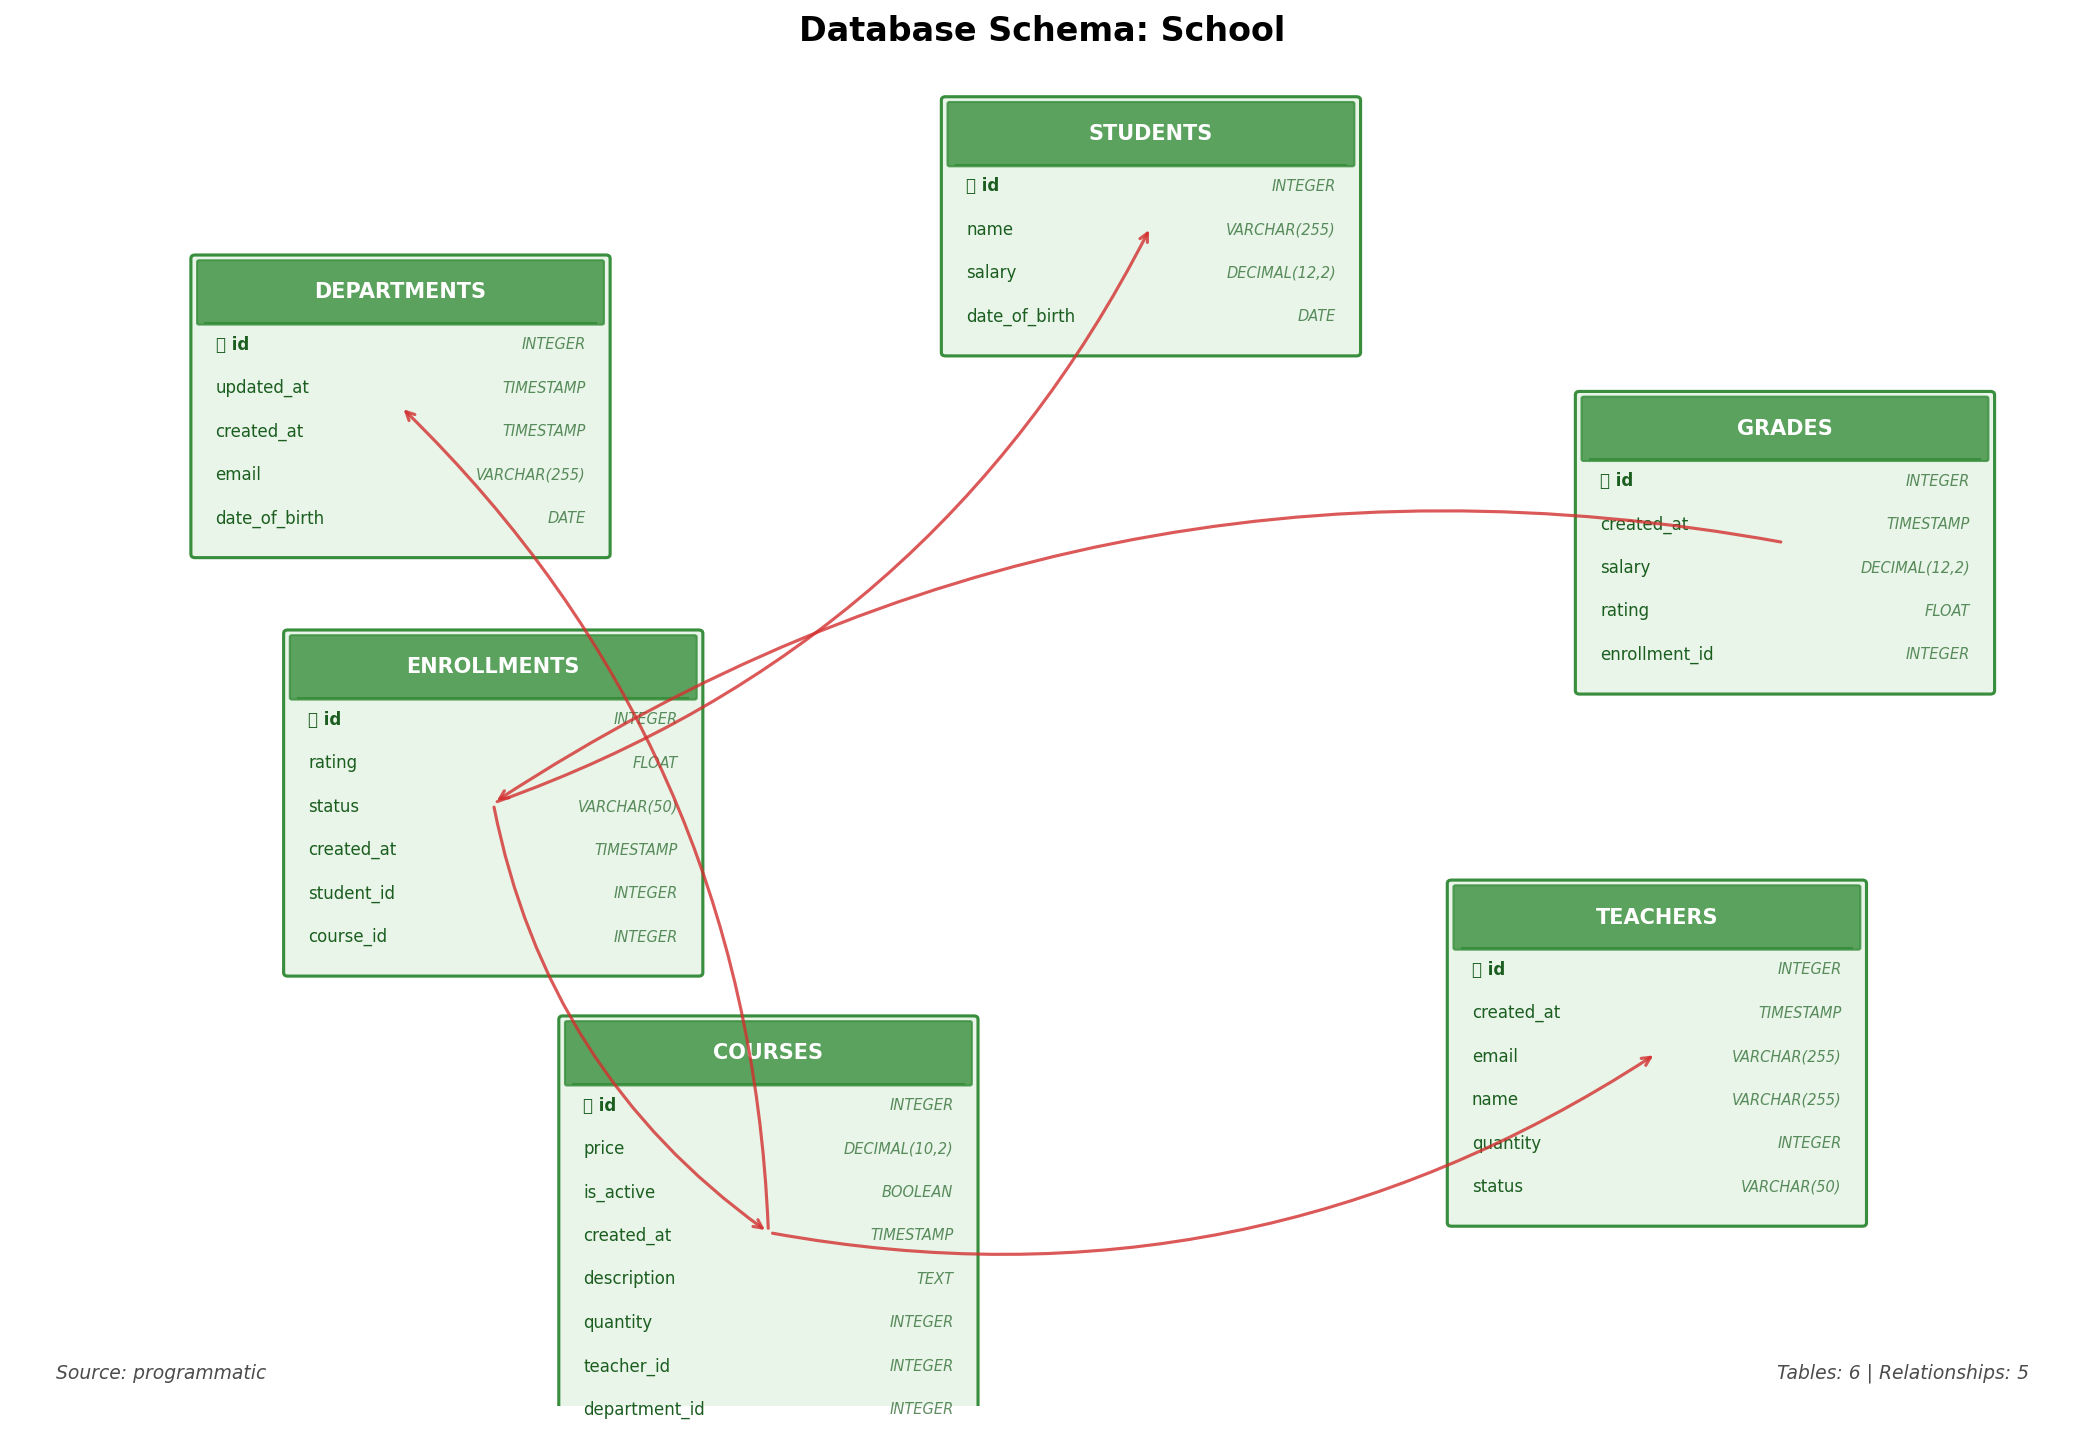 Database Schema: School
STUDENTS
id INTEGER
name VARCHAR(255)
salary DECIMAL(12,2)
date_of_birth DATE
DEPARTMENTS
id INTEGER
updated_at TIMESTAMP
created_at TIMESTAMP
email VARCHAR(255)
date_of_birth DATE
GRADES
id INTEGER
created_at TIMESTAMP
salary DECIMAL(12,2)
rating FLOAT
enrollment_id INTEGER
ENROLLMENTS
id INTEGER
rating FLOAT
status VARCHAR(50)
created_at TIMESTAMP
student_id INTEGER
course_id INTEGER
TEACHERS
id INTEGER
created_at TIMESTAMP
email VARCHAR(255)
name VARCHAR(255)
quantity INTEGER
status VARCHAR(50)
COURSES
id INTEGER
price DECIMAL(10,2)
is_active BOOLEAN
created_at TIMESTAMP
description TEXT
quantity INTEGER
teacher_id INTEGER
department_id INTEGER
Source: programmatic
Tables: 6 | Relationships: 5